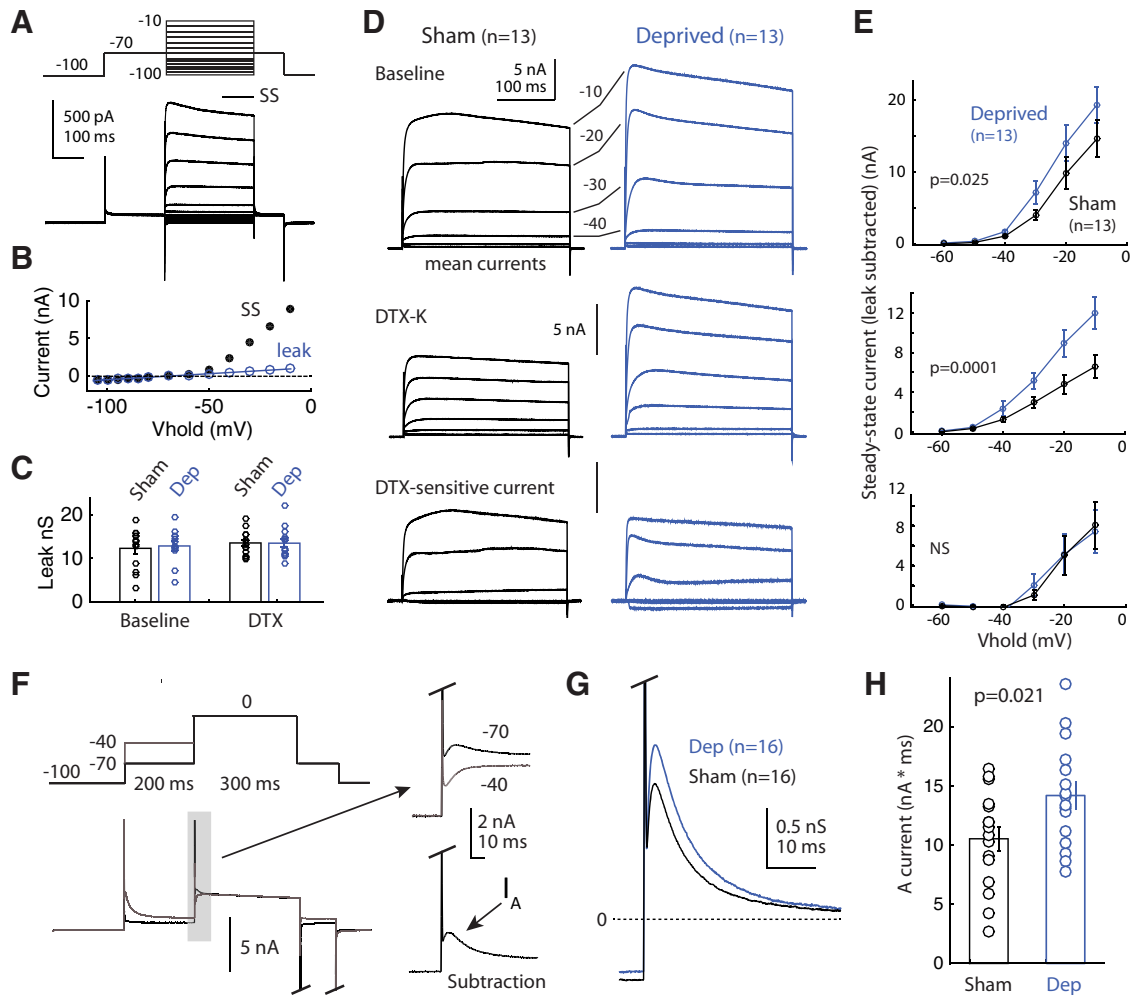 A
-10
-70
-100
-100
SS
500 pA
100 ms
B
Current (nA)
10
5
0
SS
leak
-100
-50
0
Vhold (mV)
C
Sham
Dep
Sham
Dep
Leak nS
20
10
0
Baseline
DTX
D
Sham (n=13)
Deprived (n=13)
Baseline
5 nA
100 ms
-10
-20
-30
-40
mean currents
DTX-K
5 nA
DTX-sensitive current
E
Steady-state current (leak subtracted) (nA)
20
10
0
Deprived
(n=13)
p=0.025
Sham
(n=13)
-60
-40
-20
0
12
8
4
0
p=0.0001
-60
-40
-20
0
12
8
4
0
NS
-60
-40
-20
0
Vhold (mV)
F
0
-40
-70
-100
200 ms
300 ms
5 nA
-70
-40
2 nA
10 ms
I
A
Subtraction
G
Dep (n=16)
Sham (n=16)
0.5 nS
10 ms
0
H
p=0.021
A current (nA * ms)
20
15
10
5
0
Sham
Dep